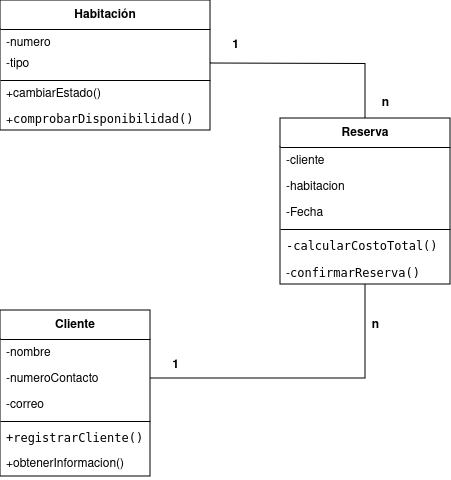 Habitación
-numero
-tipo
+cambiarEstado()
+comprobarDisponibilidad()
1
n
Reserva
-cliente
-habitacion
-Fecha
-calcularCostoTotal()
-confirmarReserva()
n
1
Cliente
-nombre
-numeroContacto
-correo
+registrarCliente()
+obtenerInformacion()